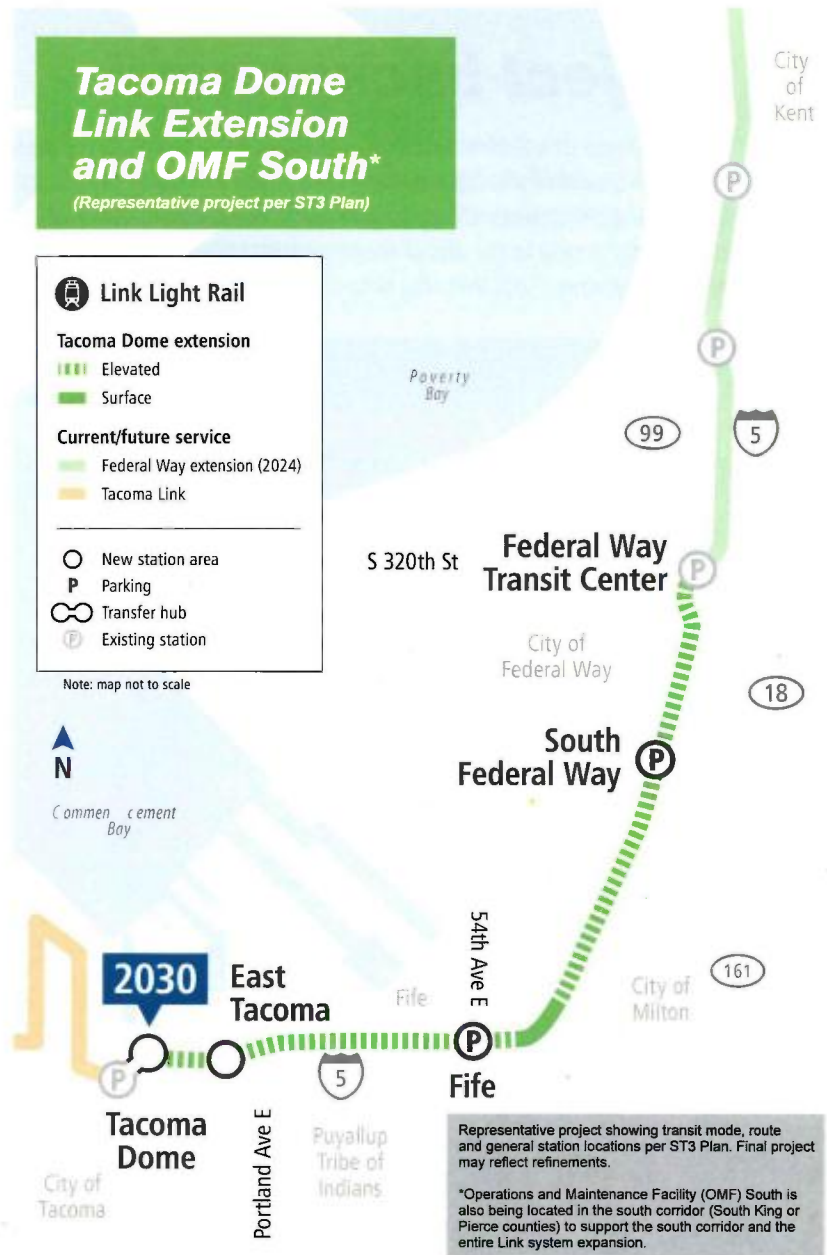 Tacoma Dome
Link Extension
and OMF South*
(Representative project per ST3 Plan)
City
of
Kent
P
Link Light Rail
Tacoma Dome extension
Elevated
Surface
Current/future service
Federal Way extension (2024)
Tacoma Link
New station area
P Parking
Transfer hub
P Existing station
Note: map not to scale
Poverty
Bay
P
99
5
S 320th St
Federal Way
Transit Center
P
City of
Federal Way
18
South
Federal Way
P
N
Commen cement
Bay
2030
East
Tacoma
Fife
54th Ave E
City of
Milton
161
P
P
5
Fife
Tacoma
Dome
Portland Ave E
Puyallup
Tribe of
Indians
City of
Tacoma
Representative project showing transit mode, route
and general station locations per ST3 Plan. Final project
may reflect refinements.
*Operations and Maintenance Facility (OMF) South is
also being located in the south corridor (South King or
Pierce counties) to support the south corridor and the
entire Link system expansion.